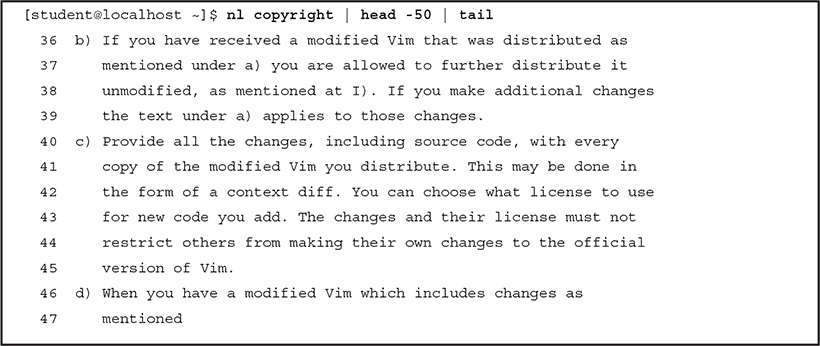 [student@localhost ~]$ nl copyright | head -50 | tail
36 b) If you have received a modified Vim that was distributed as
37 mentioned under a) you are allowed to further distribute it
38 unmodified, as mentioned at I). If you make additional changes
39 the text under a) applies to those changes.
40 c) Provide all the changes, including source code, with every
41 copy of the modified Vim you distribute. This may be done in
42 the form of a context diff. You can choose what license to use
43 for new code you add. The changes and their license must not
44 restrict others from making their own changes to the official
45 version of Vim.
46 d) When you have a modified Vim which includes changes as
47 mentioned